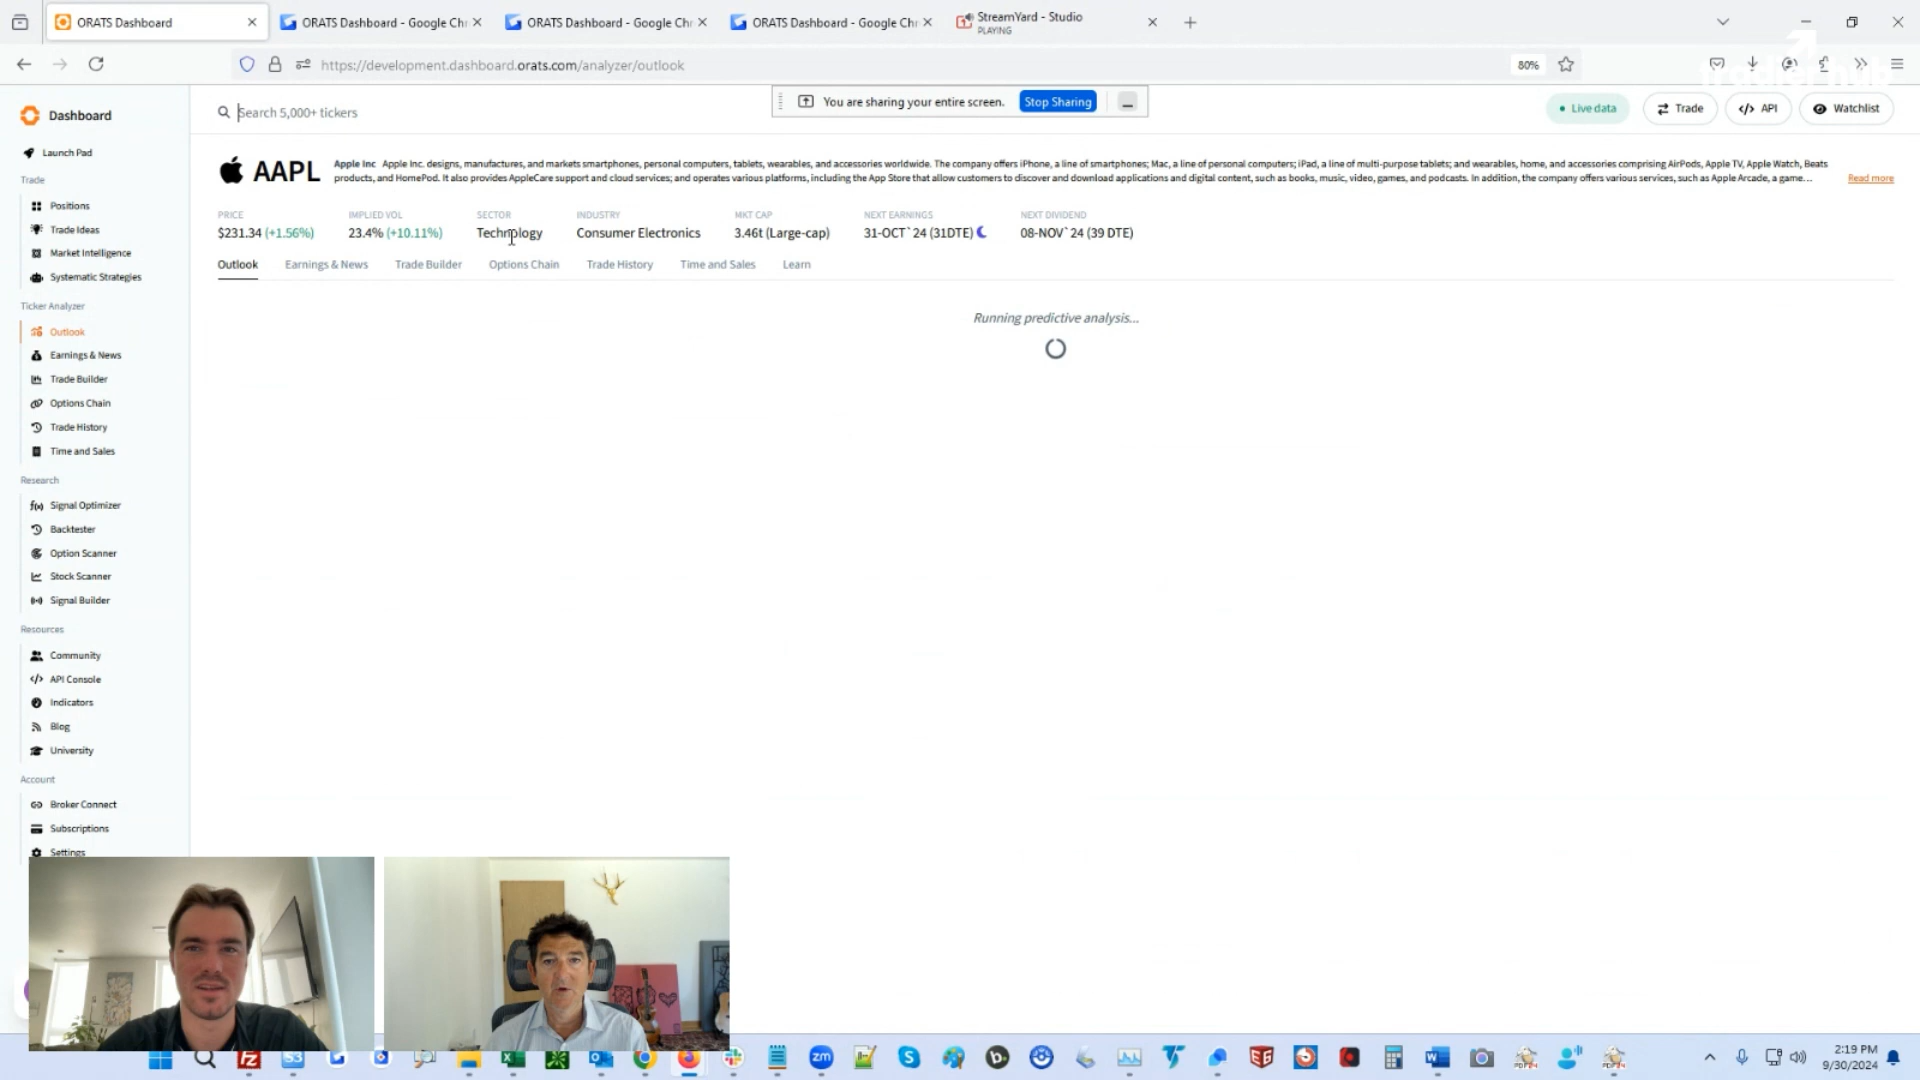 ORATS Dashboard
ORATS Dashboard - Google Chr
ORATS Dashboard - Google Chr
ORATS Dashboard - Google Chr
StreamYard - Studio
PLAYING
https://development.dashboard.orats.com/analyzer/outlook
80%
tradier hub
Dashboard
Search 5,000+ tickers
You are sharing your entire screen.
Stop Sharing
Live data
Trade
</> API
Watchlist
Launch Pad
Trade
Positions
Trade Ideas
Market Intelligence
Systematic Strategies
Ticker Analyzer
Outlook
Earnings & News
Trade Builder
Options Chain
Trade History
Time and Sales
Research
Signal Optimizer
Backtester
Option Scanner
Stock Scanner
Signal Builder
Resources
Community
API Console
Indicators
Blog
University
Account
Broker Connect
Subscriptions
Settings
AAPL
Apple Inc Apple Inc. designs, manufactures, and markets smartphones, personal computers, tablets, wearables, and accessories worldwide. The company offers iPhone, a line of smartphones; Mac, a line of personal computers; iPad, a line of multi-purpose tablets; and wearables, home, and accessories comprising AirPods, Apple TV, Apple Watch, Beats
products, and HomePod. It also provides AppleCare support and cloud services; and operates various platforms, including the App Store that allow customers to discover and download applications and digital content, such as books, music, video, games, and podcasts. In addition, the company offers various services, such as Apple Arcade, a game...
Read more
PRICE
$231.34 (+1.56%)
IMPLIED VOL
23.4% (+10.11%)
SECTOR
Technology
INDUSTRY
Consumer Electronics
MKT CAP
3.46t (Large-cap)
NEXT EARNINGS
31-OCT`24 (31DTE)
NEXT DIVIDEND
08-NOV`24 (39 DTE)
Outlook
Earnings & News
Trade Builder
Options Chain
Trade History
Time and Sales
Learn
Running predictive analysis...
2:19 PM
9/30/2024